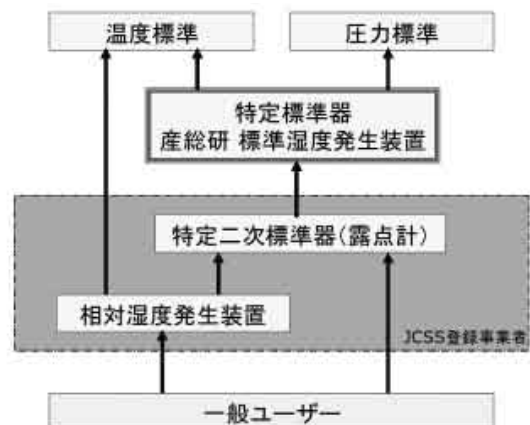 温度標準
圧力標準
特定標準器
産総研 標準湿度発生装置
特定二次標準器(露点計)
相対湿度発生装置
JCSS登録事業者
一般ユーザー